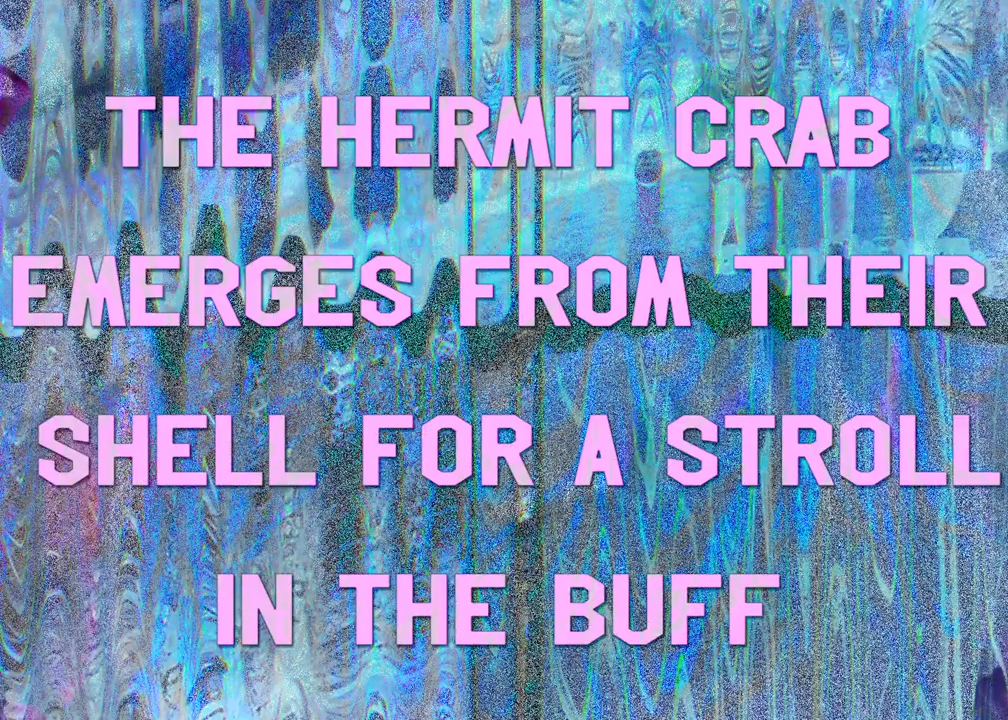 THE HERMIT CRAB
EMERGES FROM THEIR
SHELL FOR A STROLL
IN THE BUFF